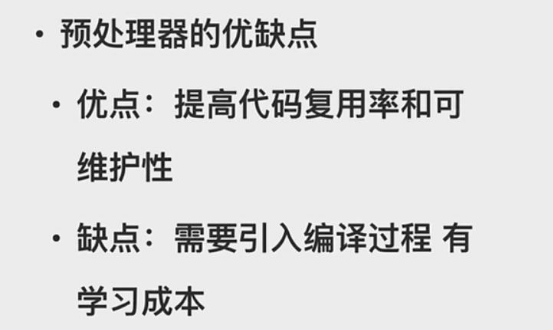 • 预处理器的优缺点
• 优点：提高代码复用率和可
维护性
• 缺点：需要引入编译过程 有
学习成本